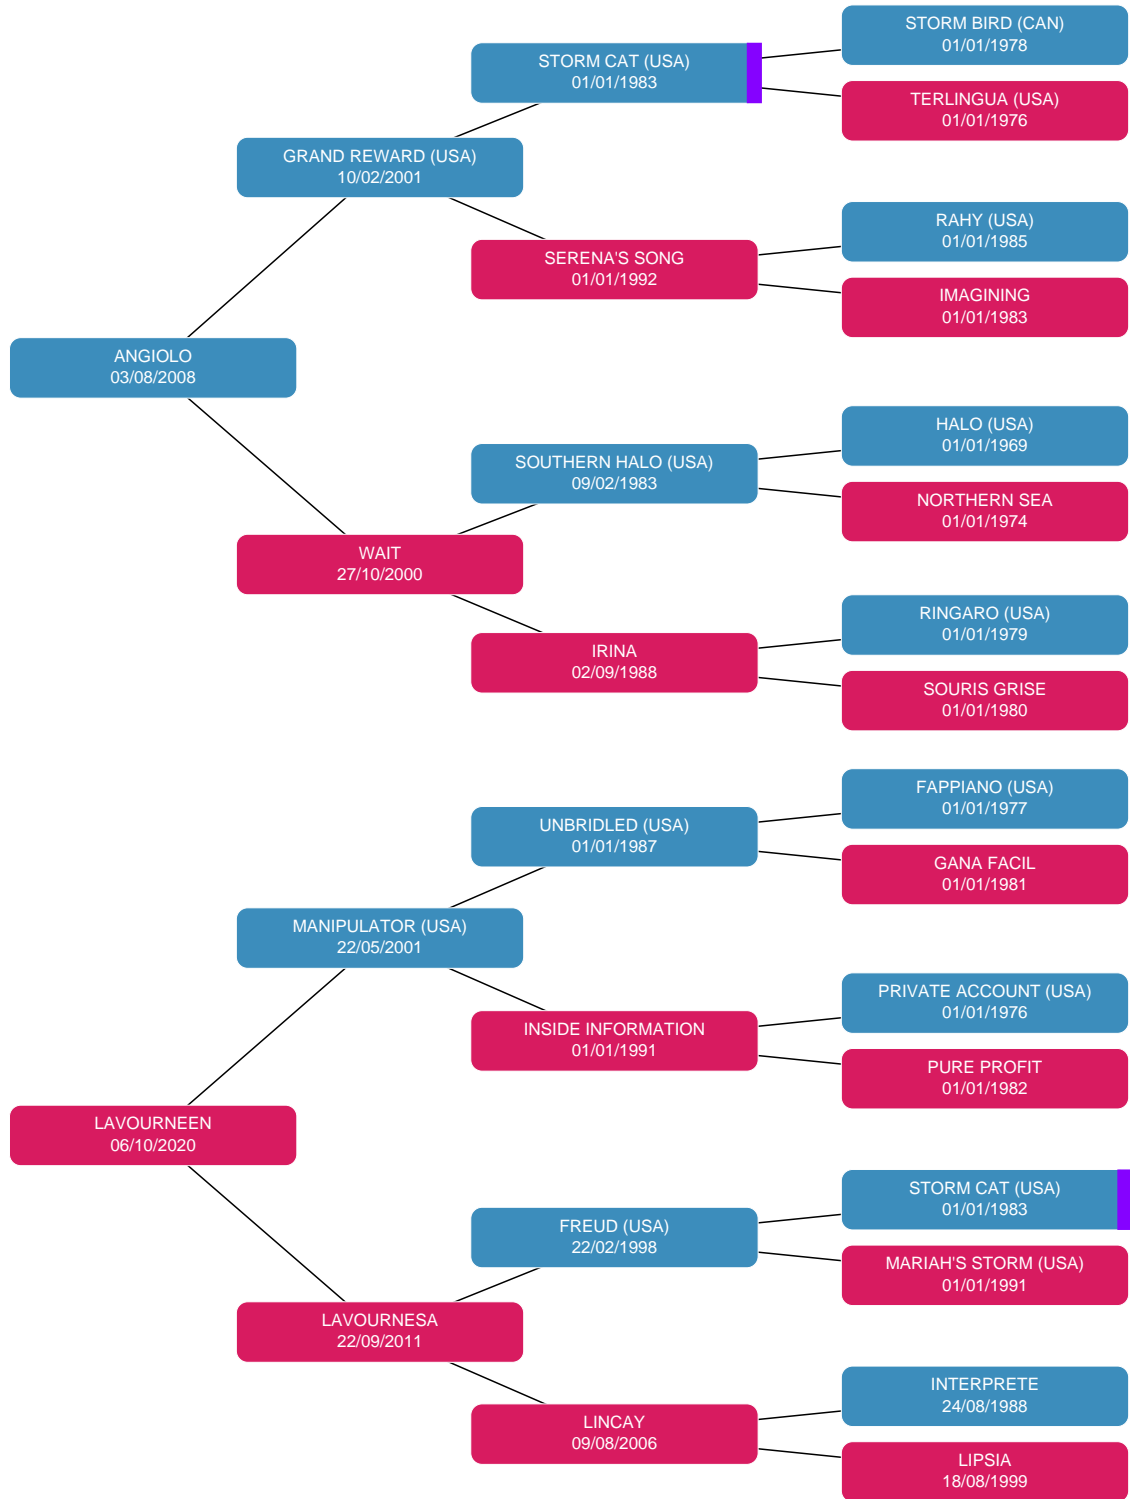 STORM BIRD (CAN)
01/01/1978
STORM CAT (USA)
01/01/1983
TERLINGUA (USA)
01/01/1976
GRAND REWARD (USA)
10/02/2001
RAHY (USA)
01/01/1985
SERENA'S SONG
01/01/1992
IMAGINING
01/01/1983
ANGIOLO
03/08/2008
HALO (USA)
01/01/1969
SOUTHERN HALO (USA)
09/02/1983
NORTHERN SEA
01/01/1974
WAIT
27/10/2000
RINGARO (USA)
01/01/1979
IRINA
02/09/1988
SOURIS GRISE
01/01/1980
FAPPIANO (USA)
01/01/1977
UNBRIDLED (USA)
01/01/1987
GANA FACIL
01/01/1981
MANIPULATOR (USA)
22/05/2001
PRIVATE ACCOUNT (USA)
01/01/1976
INSIDE INFORMATION
01/01/1991
PURE PROFIT
01/01/1982
LAVOURNEEN
06/10/2020
STORM CAT (USA)
01/01/1983
FREUD (USA)
22/02/1998
MARIAH'S STORM (USA)
01/01/1991
LAVOURNESA
22/09/2011
INTERPRETE
24/08/1988
LINCAY
09/08/2006
LIPSIA
18/08/1999